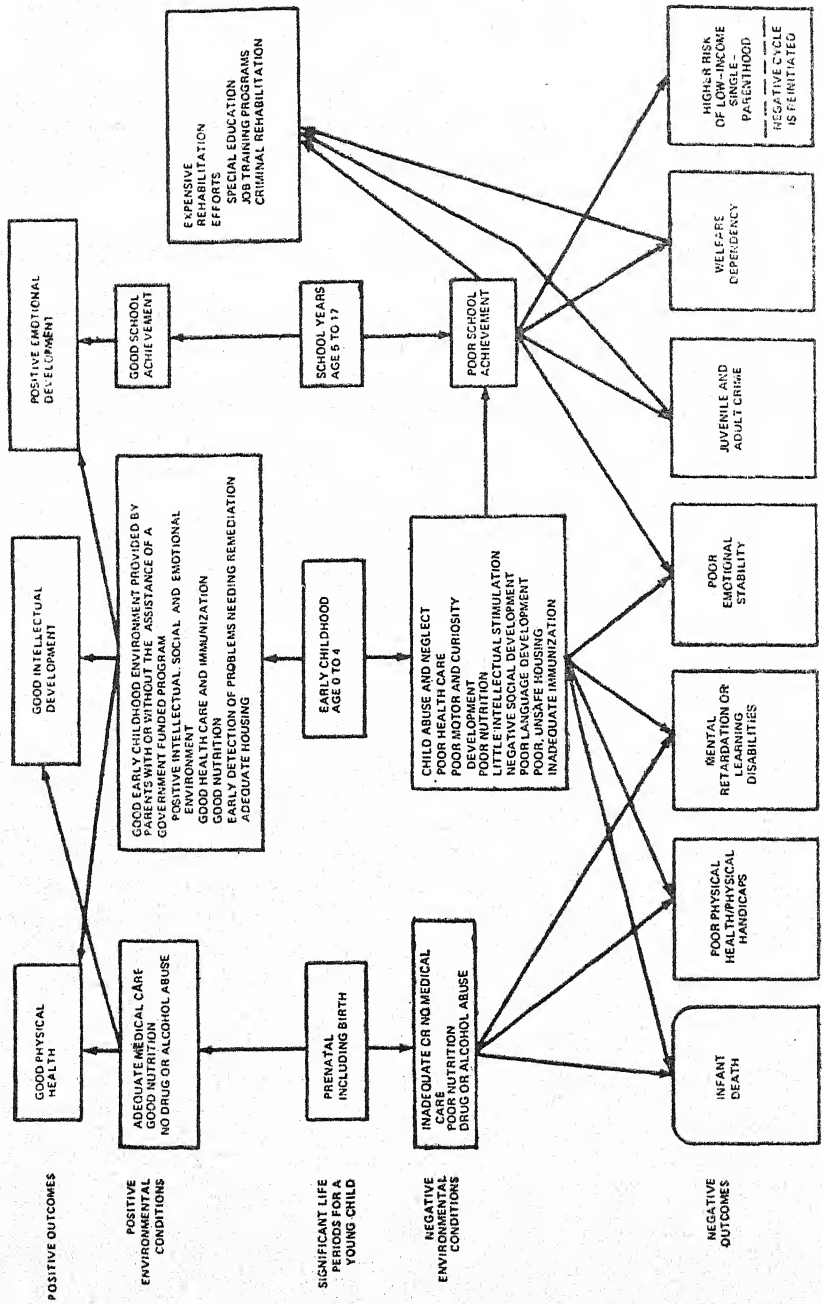 POSITIVE OUTCOMES
GOOD PHYSICAL
HEALTH
GOOD INTELLECTUAL
DEVELOPMENT
POSITIVE EMOTIONAL
DEVELOPMENT
POSITIVE
ENVIRONMENTAL
CONDITIONS
ADEQUATE MEDICAL CARE
GOOD NUTRITION
NO DRUG OR ALCOHOL ABUSE
GOOD EARLY CHILDHOOD ENVIRONMENT PROVIDED BY
PARENTS WITH OR WITHOUT THE ASSISTANCE OF A
GOVERNMENT FUNDED PROGRAM
POSITIVE INTELLECTUAL, SOCIAL AND EMOTIONAL
ENVIRONMENT
GOOD HEALTH CARE AND IMMUNIZATION
GOOD NUTRITION
EARLY DETECTION OF PROBLEMS NEEDING REMEDIATION
ADEQUATE HOUSING
GOOD SCHOOL
ACHIEVEMENT
EXPENSIVE
REHABILITATION
EFFORTS
SPECIAL EDUCATION
JOB TRAINING PROGRAMS
CRIMINAL REHABILITATION
SIGNIFICANT LIFE
PERIODS FOR A
YOUNG CHILD
PRENATAL
INCLUDING BIRTH
EARLY CHILDHOOD
AGE 0 TO 4
SCHOOL YEARS
AGE 5 TO 17
NEGATIVE
ENVIRONMENTAL
CONDITIONS
INADEQUATE OR NO MEDICAL
CARE
POOR NUTRITION
DRUG OR ALCOHOL ABUSE
CHILD ABUSE AND NEGLECT
POOR HEALTH CARE
POOR MOTOR AND CURIOSITY
DEVELOPMENT
POOR NUTRITION
LITTLE INTELLECTUAL STIMULATION
NEGATIVE SOCIAL DEVELOPMENT
POOR LANGUAGE DEVELOPMENT
POOR, UNSAFE HOUSING
INADEQUATE IMMUNIZATION
POOR SCHOOL
ACHIEVEMENT
NEGATIVE
OUTCOMES
INFANT
DEATH
POOR PHYSICAL
HEALTH/PHYSICAL
HANDICAPS
MENTAL
RETARDATION OR
LEARNING
DISABILITIES
POOR
EMOTIONAL
STABILITY
JUVENILE AND
ADULT CRIME
WELFARE
DEPENDENCY
HIGHER RISK
OF LOW-INCOME
SINGLE-
PARENTHOOD
NEGATIVE CYCLE
IS REINITIATED